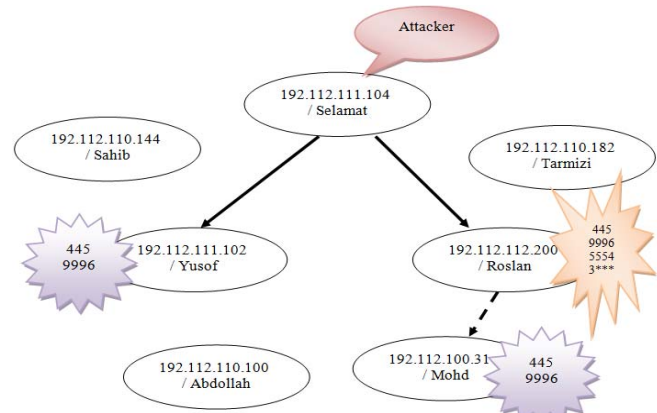 Attacker
192.112.111.104
/ Selamat
192.112.110.144
/ Sahib
192.112.110.182
/ Tarmizi
445
9996
192.112.111.102
/ Yusof
192.112.112.200
/ Roslan
445
9996
5554
3***
192.112.110.100
/ Abdollah
192.112.100.31
/ Mohd
445
9996